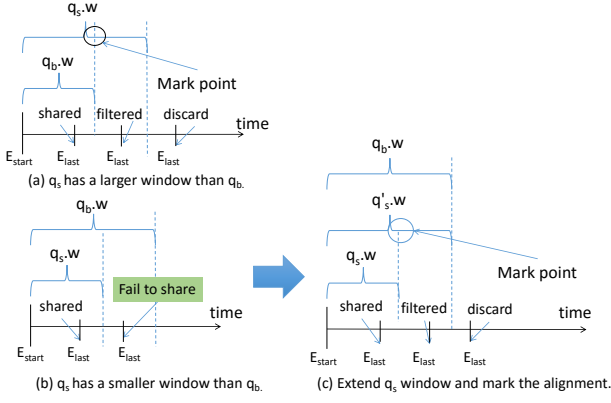 qs.w
qb.w
Mark point
shared filtered discard
time
Estart Elast Elast Elast
(a) qs has a larger window than qb.
qb.w
qs.w
Fail to share
shared
time
Estart Elast Elast
(b) qs has a smaller window than qb.
qb.w
q's.w
qs.w
Mark point
shared filtered discard
time
Estart Elast Elast Elast
(c) Extend qs window and mark the alignment.